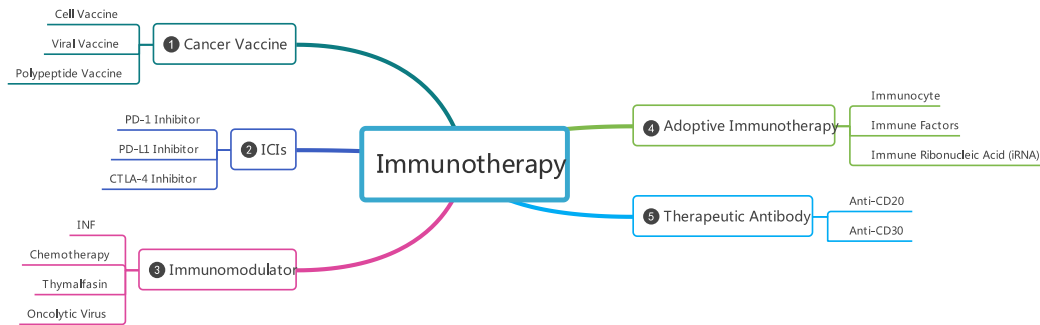 Immunotherapy
1 Cancer Vaccine
Cell Vaccine
Viral Vaccine
Polypeptide Vaccine
2 ICIs
PD-1 Inhibitor
PD-L1 Inhibitor
CTLA-4 Inhibitor
3 Immunomodulator
INF
Chemotherapy
Thymalfasin
Oncolytic Virus
4 Adoptive Immunotherapy
Immunocyte
Immune Factors
Immune Ribonucleic Acid (iRNA)
5 Therapeutic Antibody
Anti-CD20
Anti-CD30